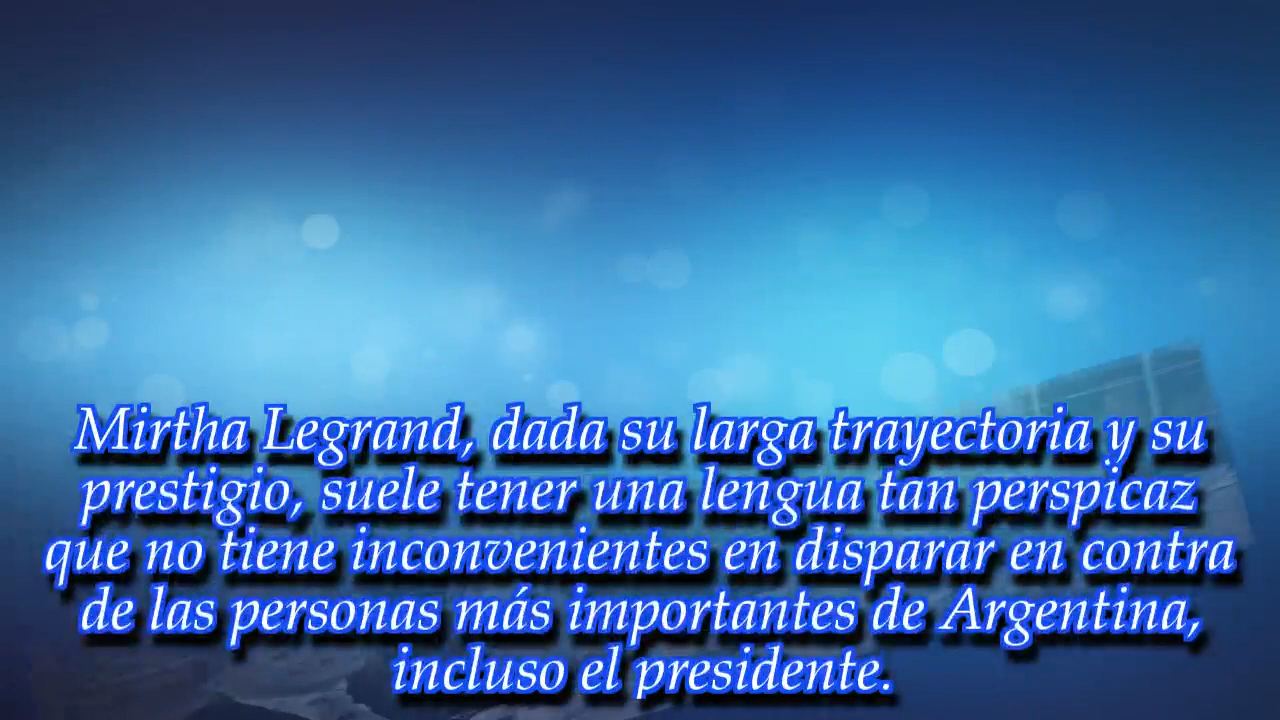 Mirtha Legrand, dada su larga trayectoria y su
prestigio, suele tener una lengua tan perspicaz
que no tiene inconvenientes en disparar en contra
de las personas más importantes de Argentina,
incluso el presidente.